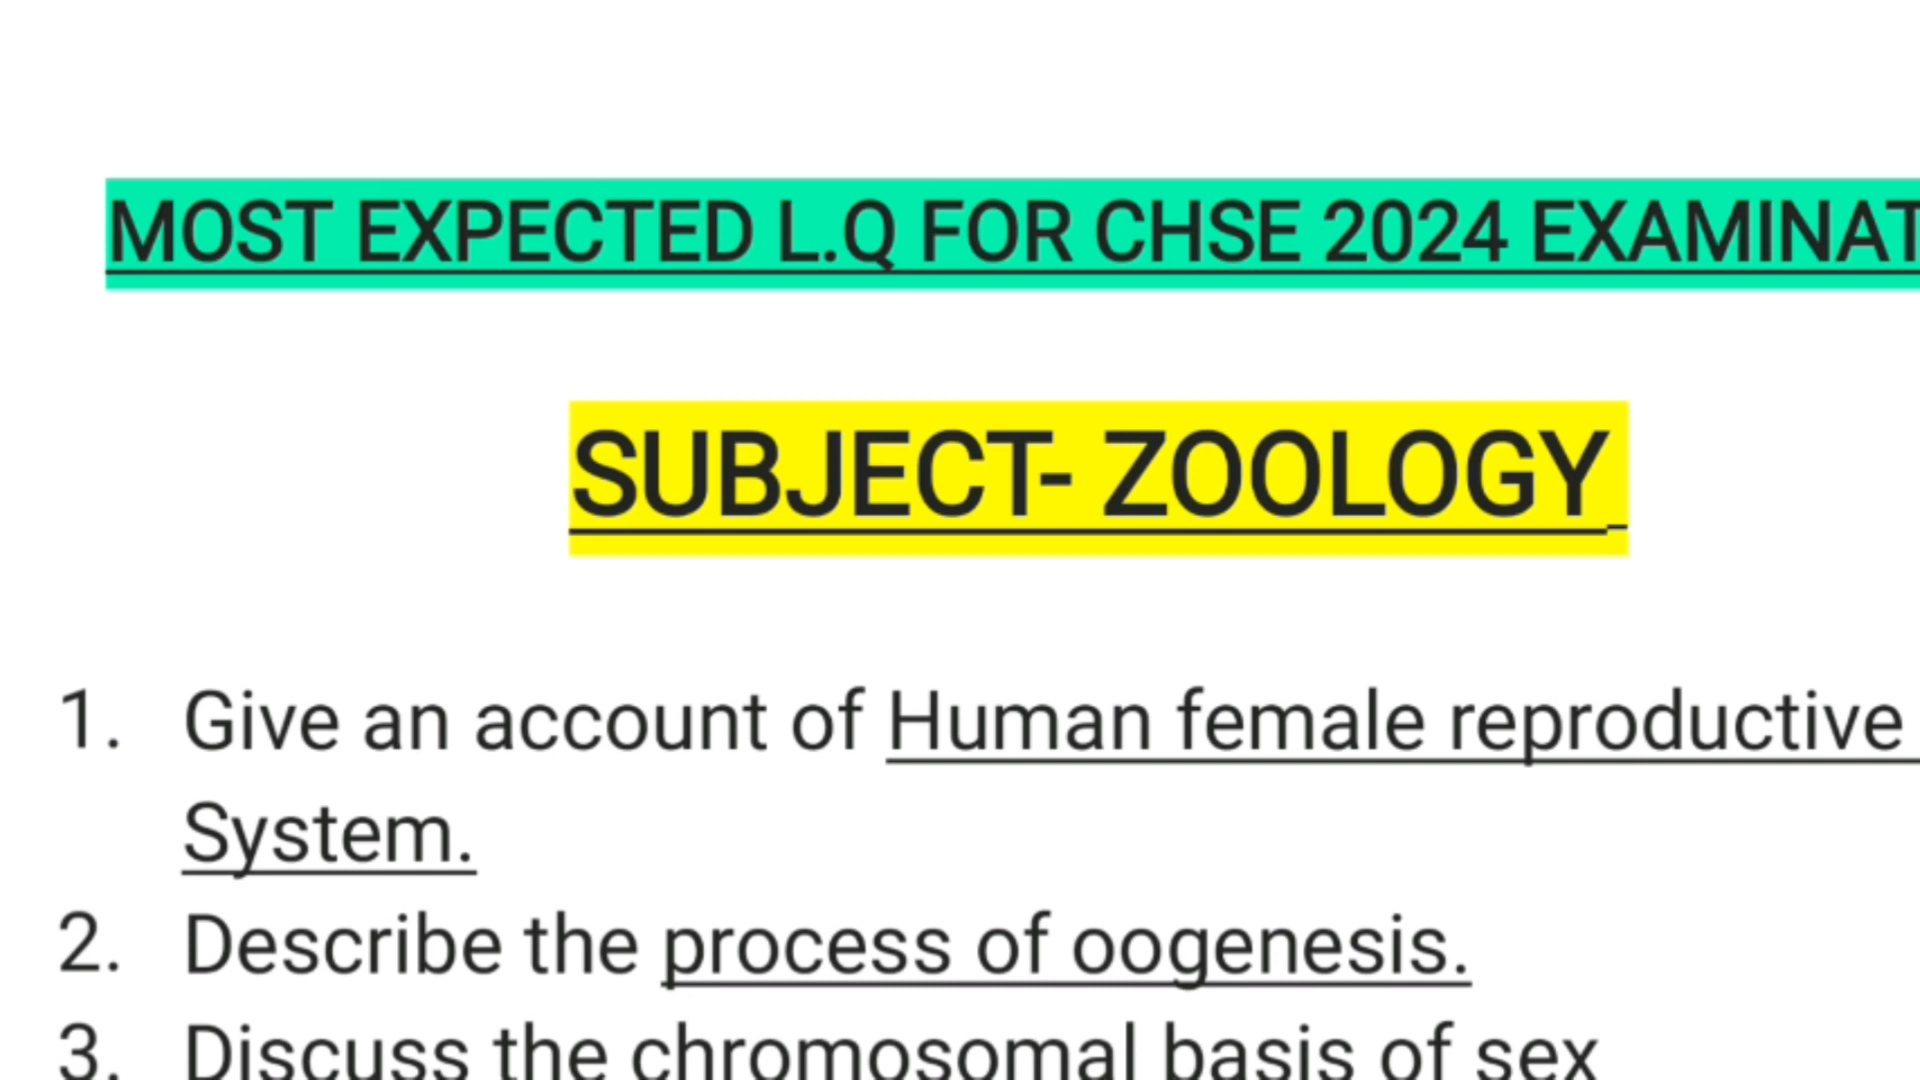 MOST EXPECTED L.Q FOR CHSE 2024 EXAMINAT
SUBJECT- ZOOLOGY
1. Give an account of Human female reproductive
System.
2. Describe the process of oogenesis.
3. Discuss the chromosomal basis of sex